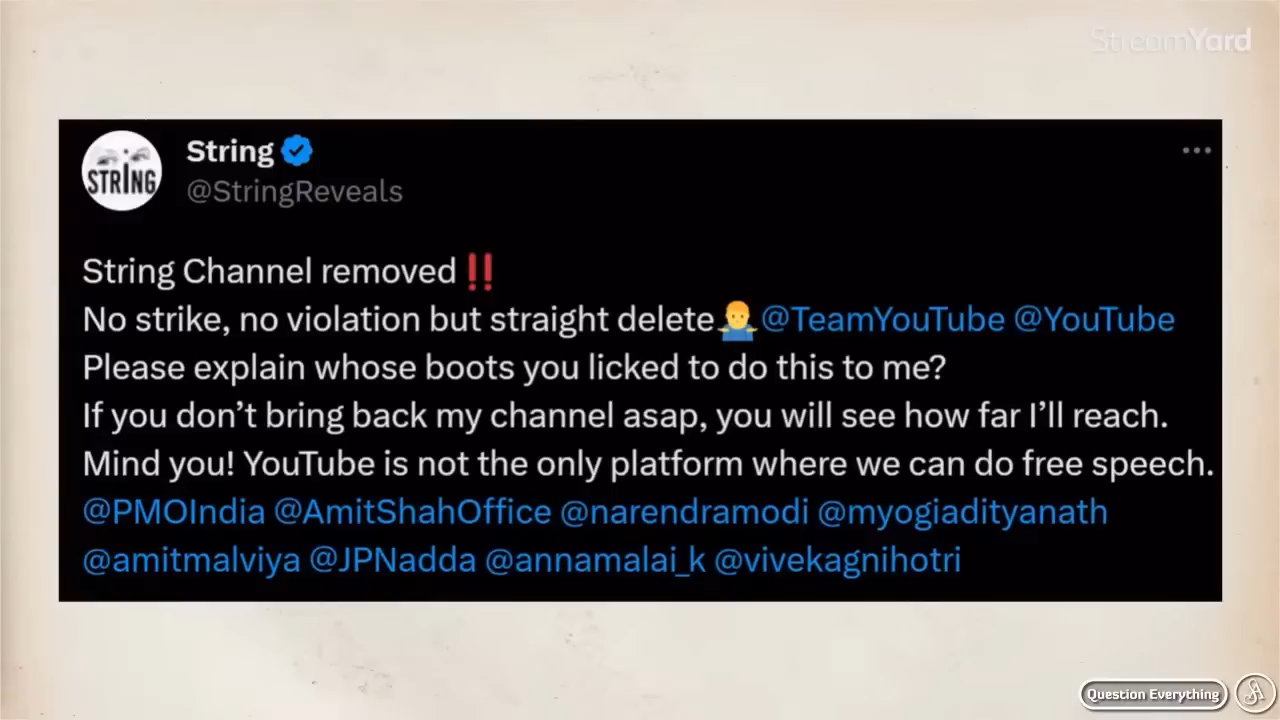 StreamYard
STRING
String
@StringReveals
String Channel removed‼️
No strike, no violation but straight delete🤷‍♂️@TeamYouTube @YouTube
Please explain whose boots you licked to do this to me?
If you don’t bring back my channel asap, you will see how far I’ll reach.
Mind you! YouTube is not the only platform where we can do free speech.
@PMOIndia @AmitShahOffice @narendramodi @myogiadityanath
@amitmalviya @JPNadda @annamalai_k @vivekagnihotri
Question Everything